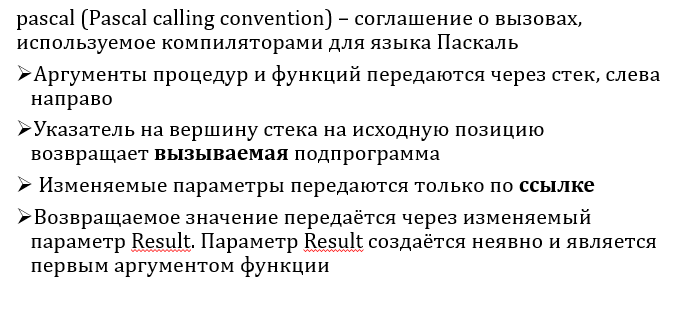 pascal (Pascal calling convention) – соглашение о вызовах,
используемое компиляторами для языка Паскаль
➢Аргументы процедур и функций передаются через стек, слева
направо
➢Указатель на вершину стека на исходную позицию
возвращает вызываемая подпрограмма
➢ Изменяемые параметры передаются только по ссылке
➢Возвращаемое значение передаётся через изменяемый
параметр Result. Параметр Result создаётся неявно и является
первым аргументом функции